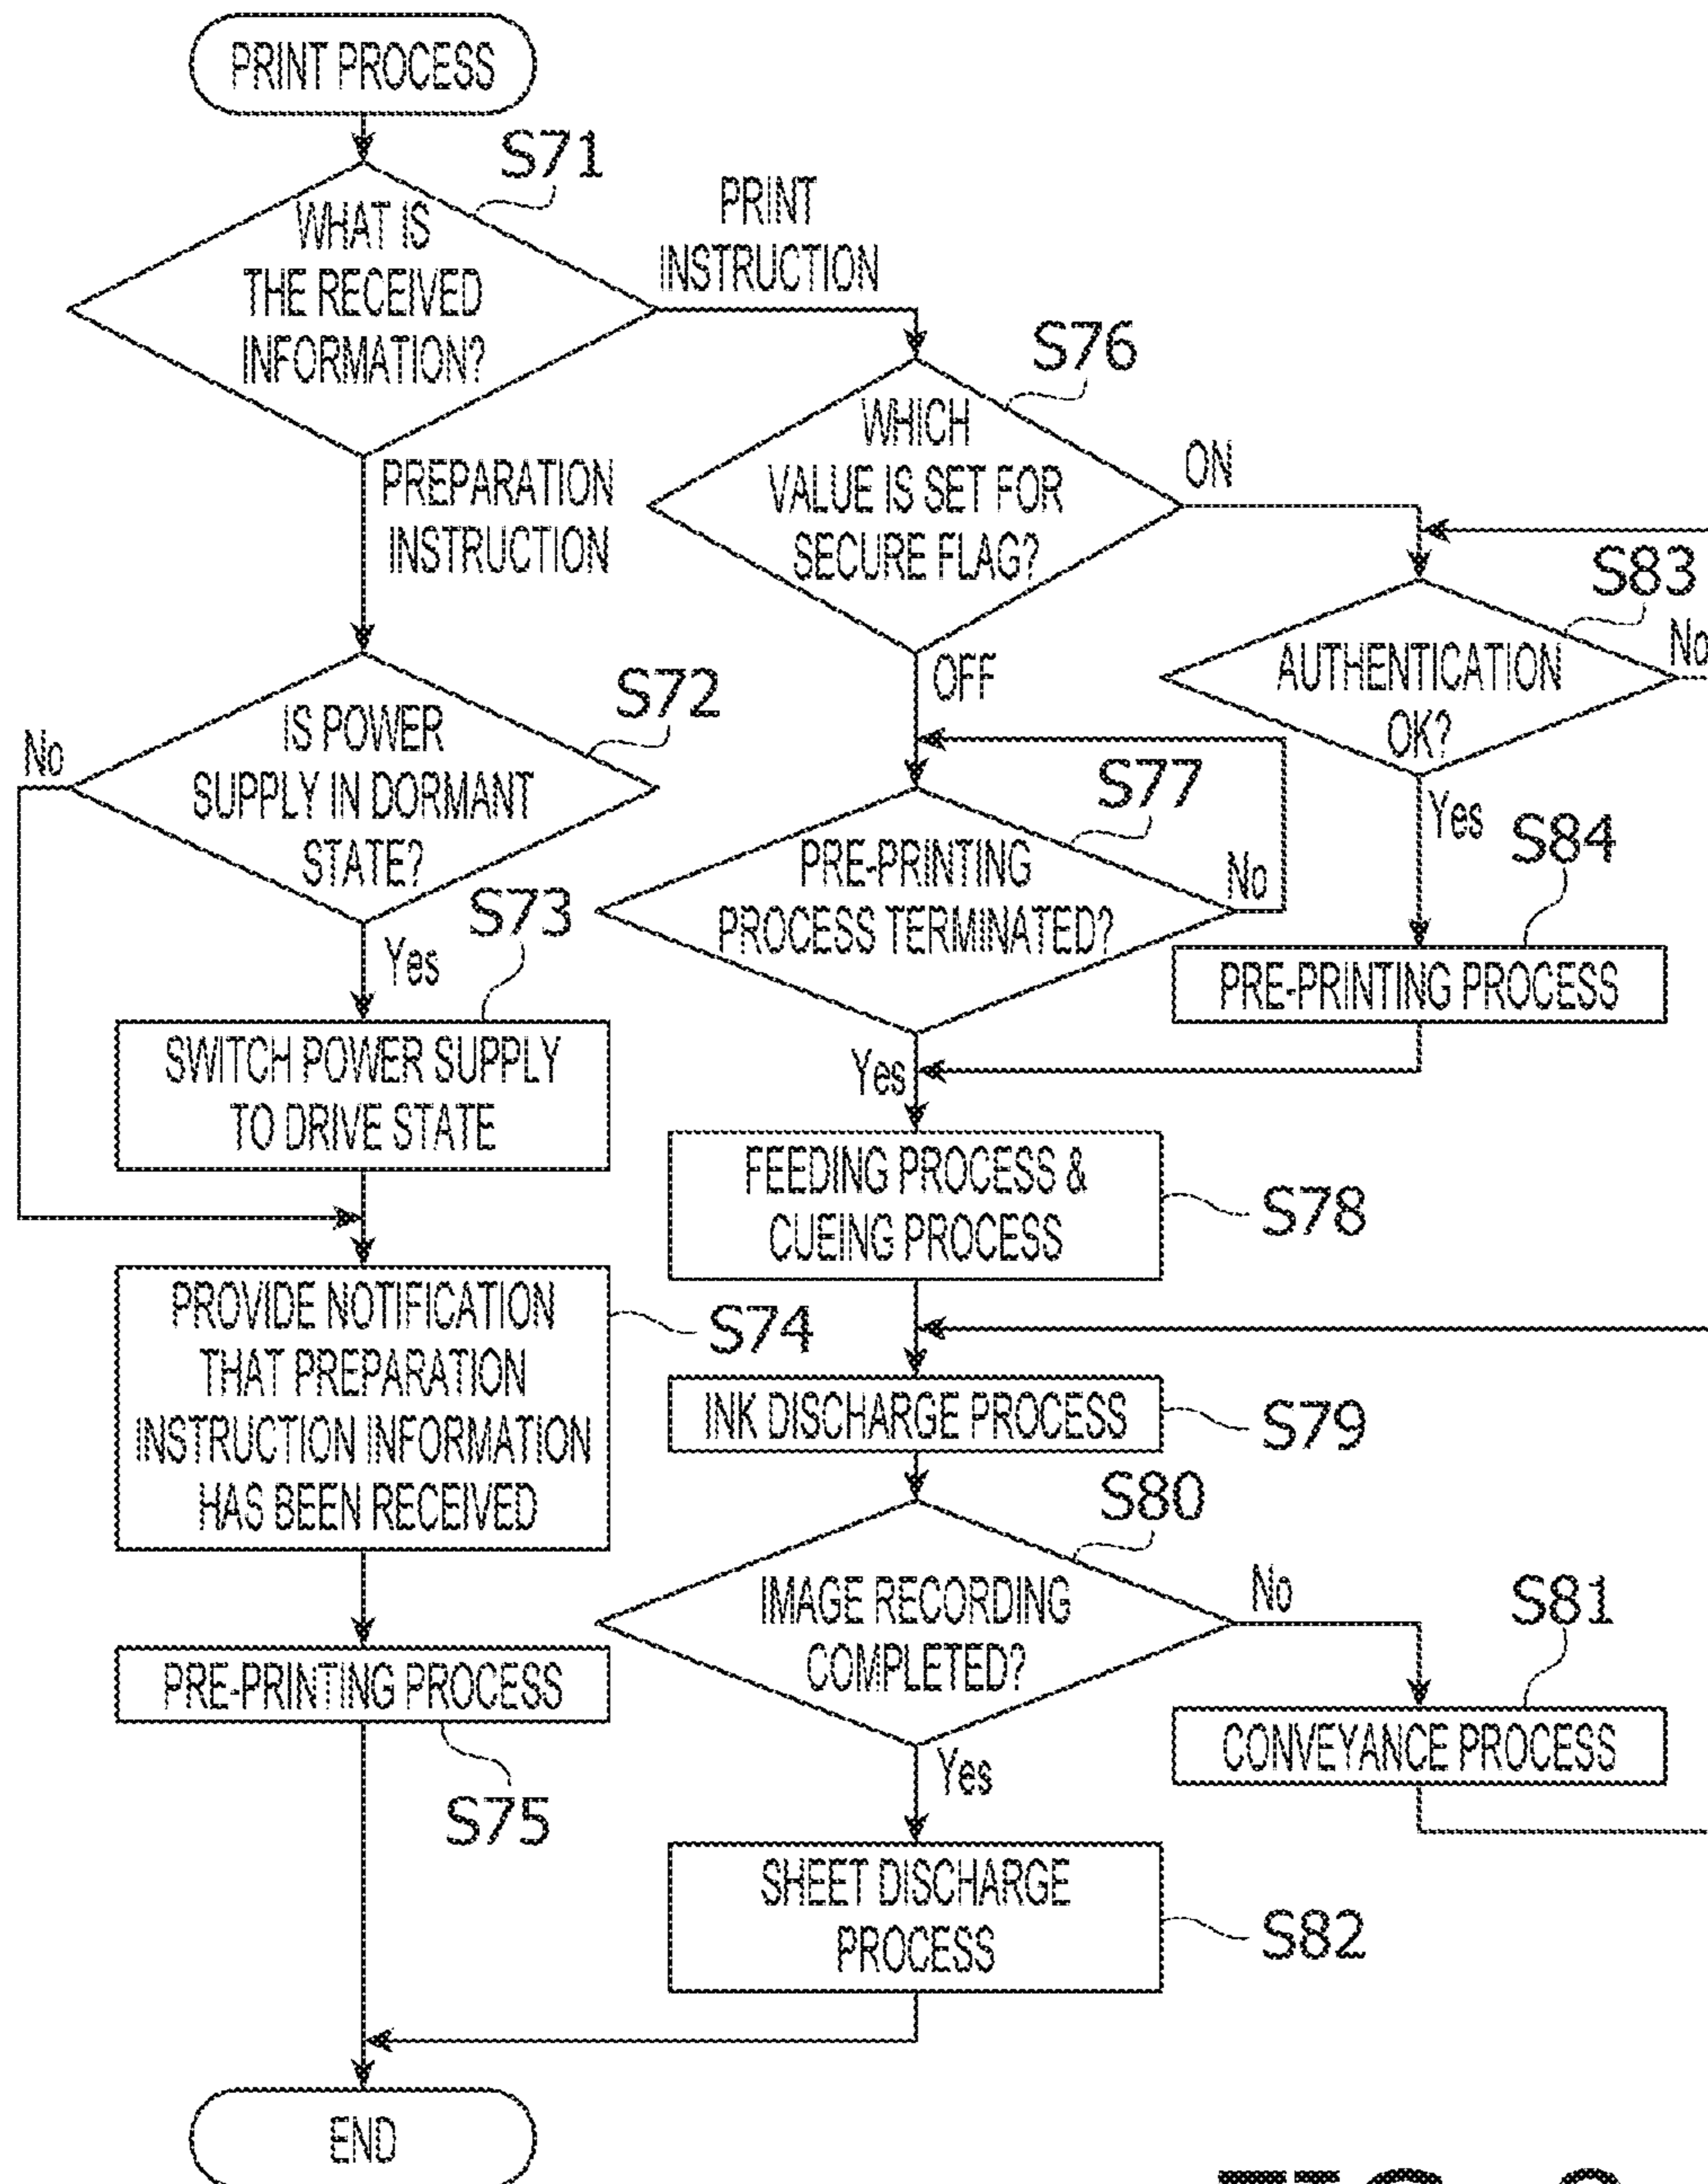 PRINT PROCESS
S71
WHAT IS
THE RECEIVED
INFORMATION?
PRINT
INSTRUCTION
PREPARATION
INSTRUCTION
S76
WHICH
VALUE IS SET FOR
SECURE FLAG?
ON
OFF
S83
AUTHENTICATION
OK?
No
Yes
S72
IS POWER
SUPPLY IN DORMANT
STATE?
No
Yes
S77
PRE-PRINTING
PROCESS TERMINATED?
No
Yes
S84
PRE-PRINTING PROCESS
S73
SWITCH POWER SUPPLY
TO DRIVE STATE
FEEDING PROCESS &
CUEING PROCESS
S78
PROVIDE NOTIFICATION
THAT PREPARATION
INSTRUCTION INFORMATION
HAS BEEN RECEIVED
S74
INK DISCHARGE PROCESS
S79
S80
IMAGE RECORDING
COMPLETED?
No
Yes
S81
CONVEYANCE PROCESS
PRE-PRINTING PROCESS
S75
SHEET DISCHARGE
PROCESS
S82
END